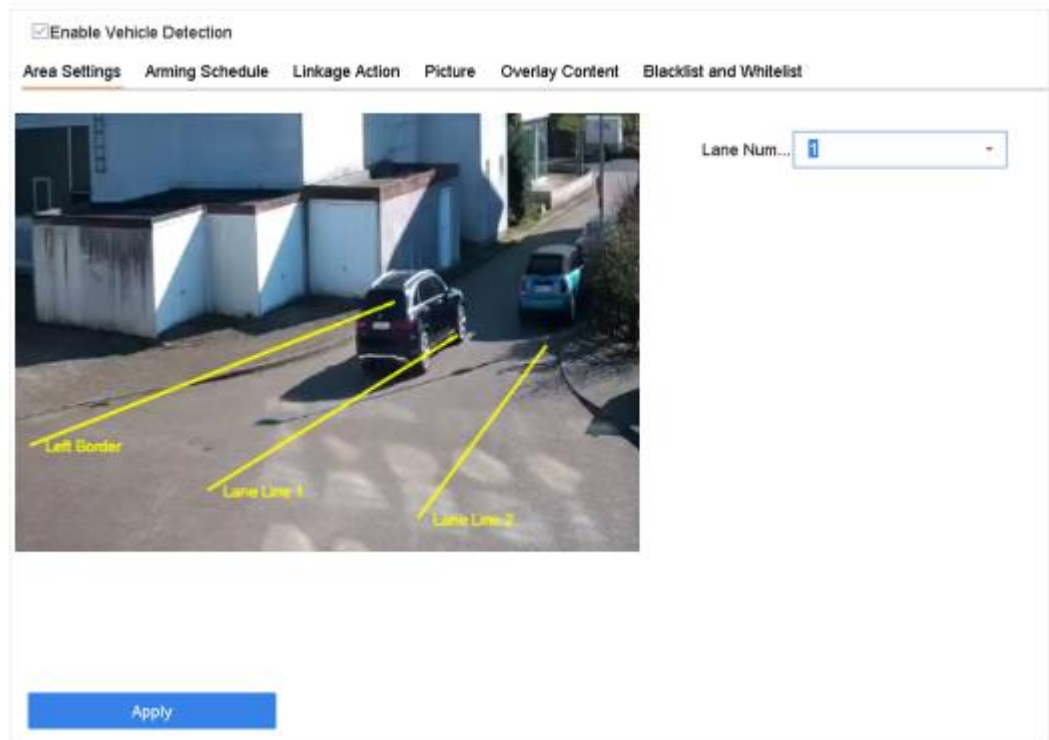 Enable Vehicle Detection
Area Settings Arming Schedule Linkage Action Picture Overlay Content Blacklist and Whitelist
Lane Num... 1
Left Border
Lane Line 1
Lane Line 2
Apply